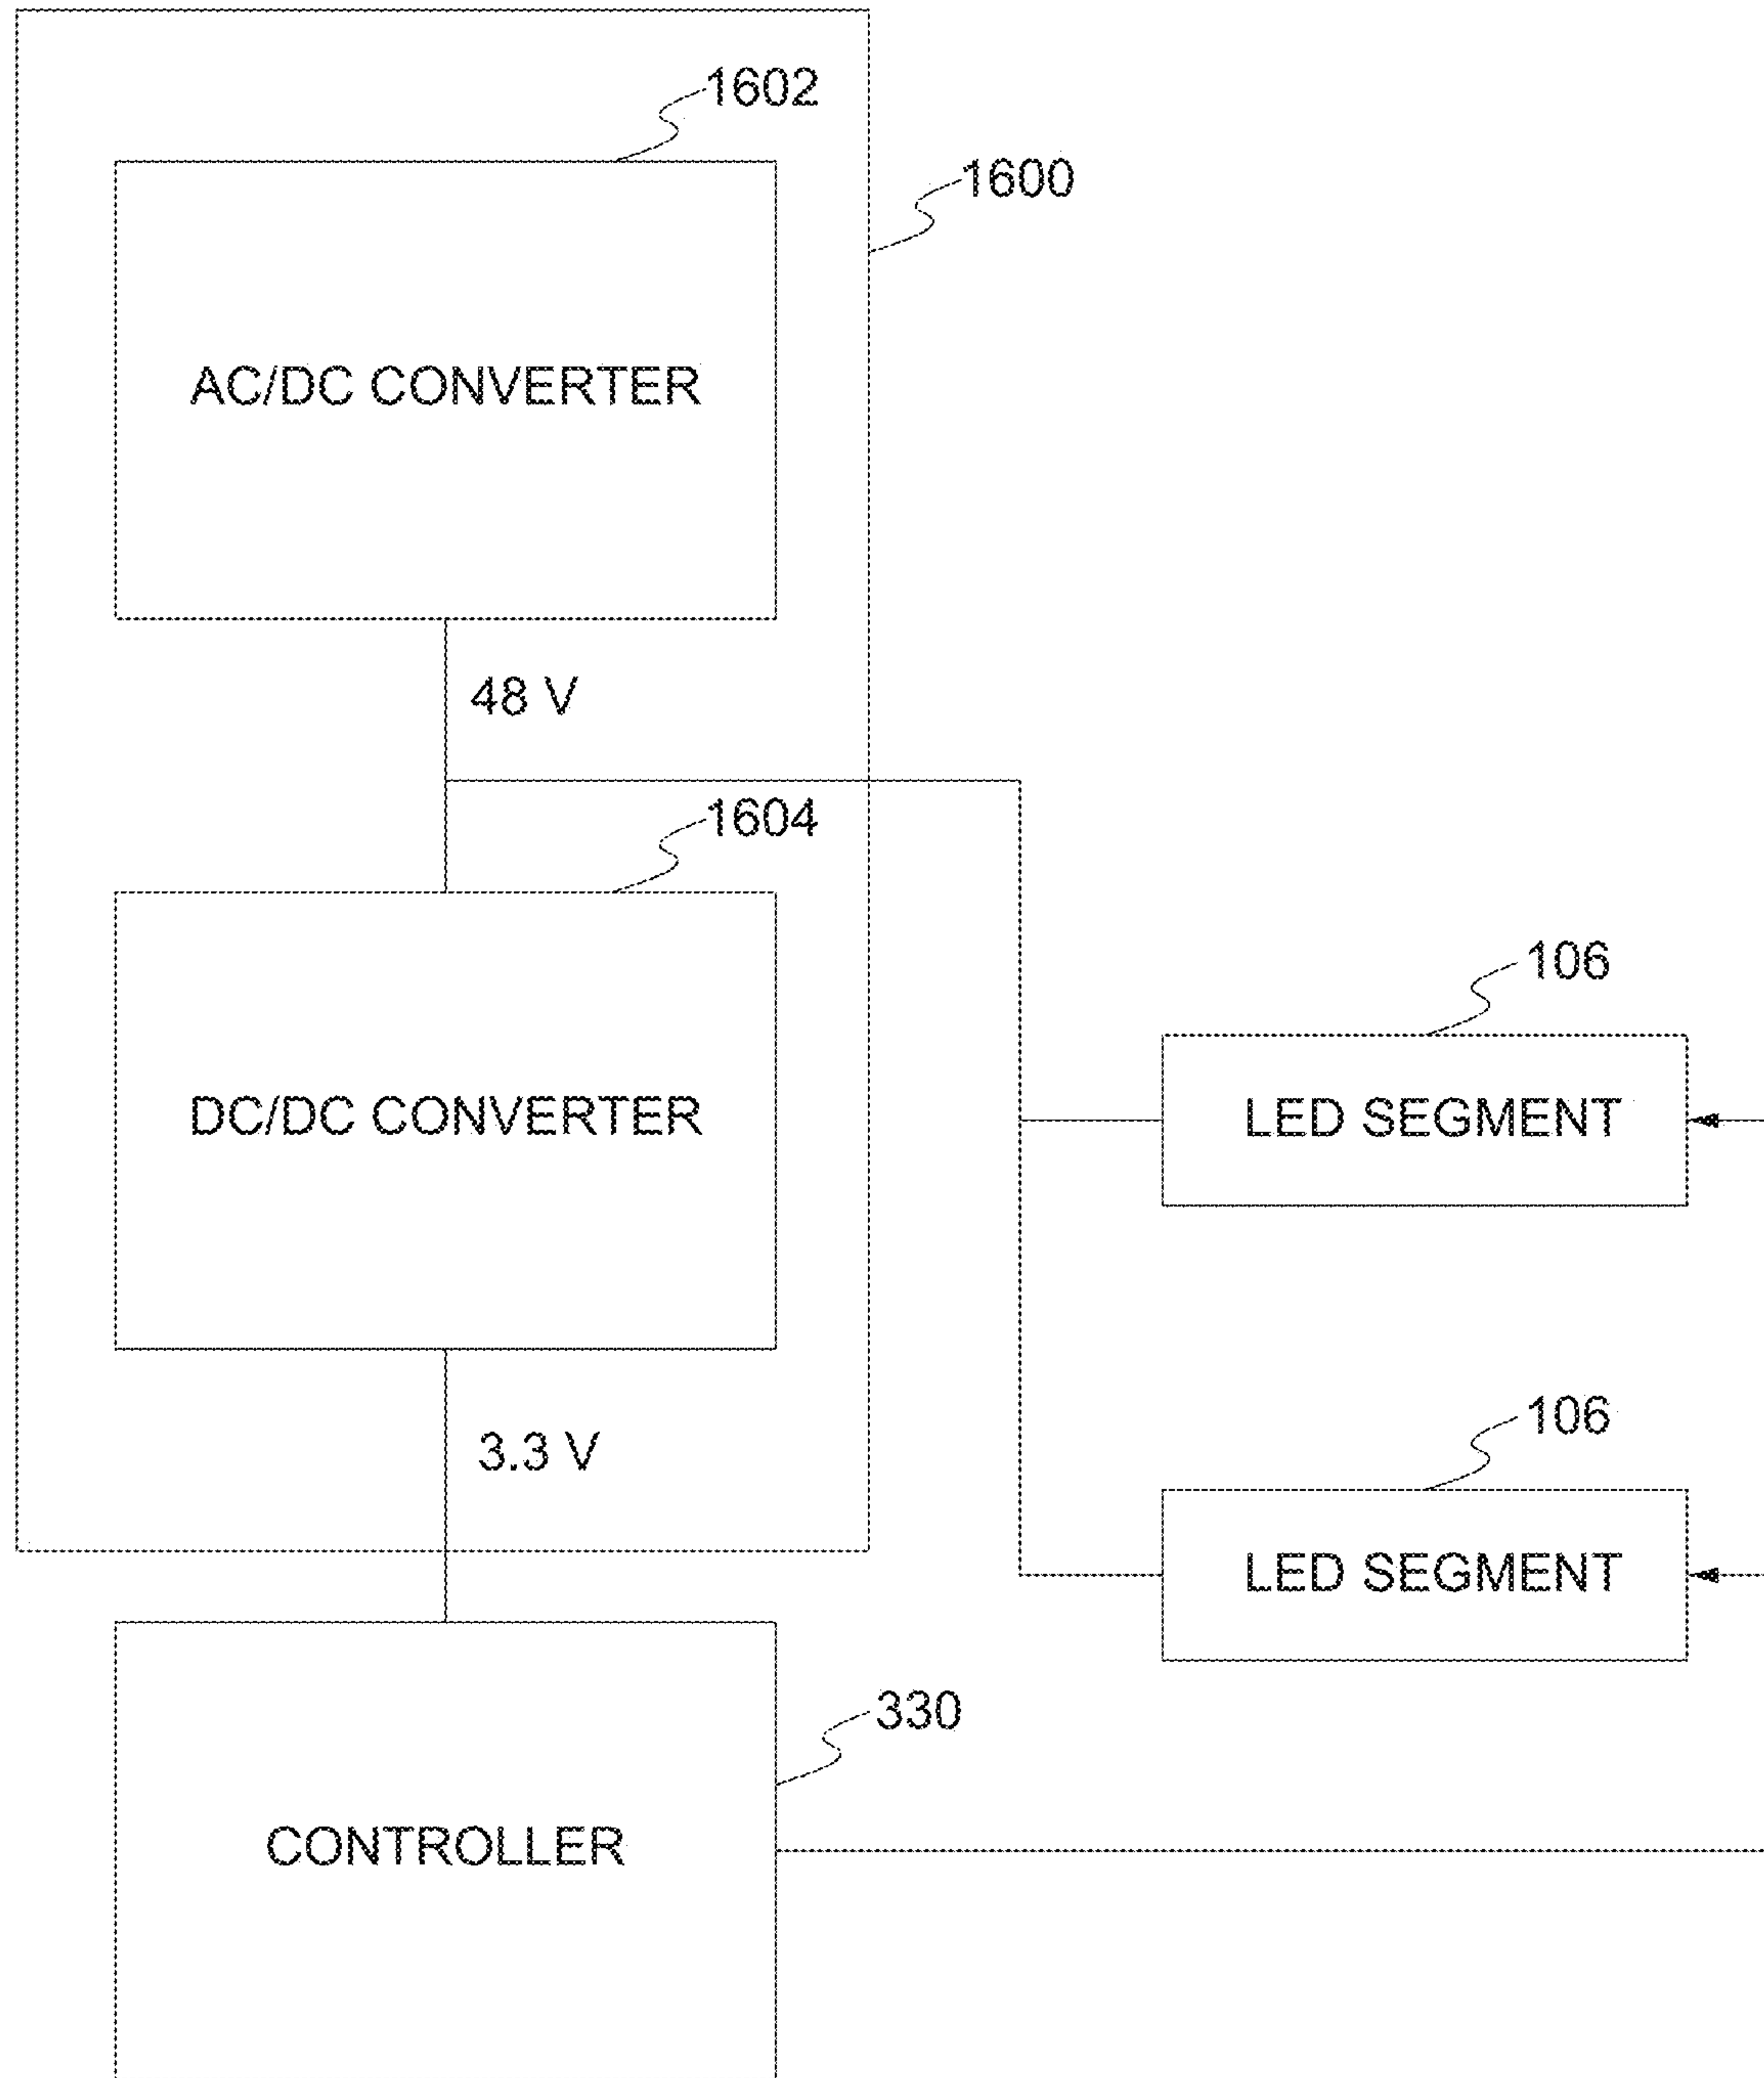 1602
1600
AC/DC CONVERTER
48 V
1604
106
DC/DC CONVERTER
LED SEGMENT
106
3.3 V
LED SEGMENT
330
CONTROLLER